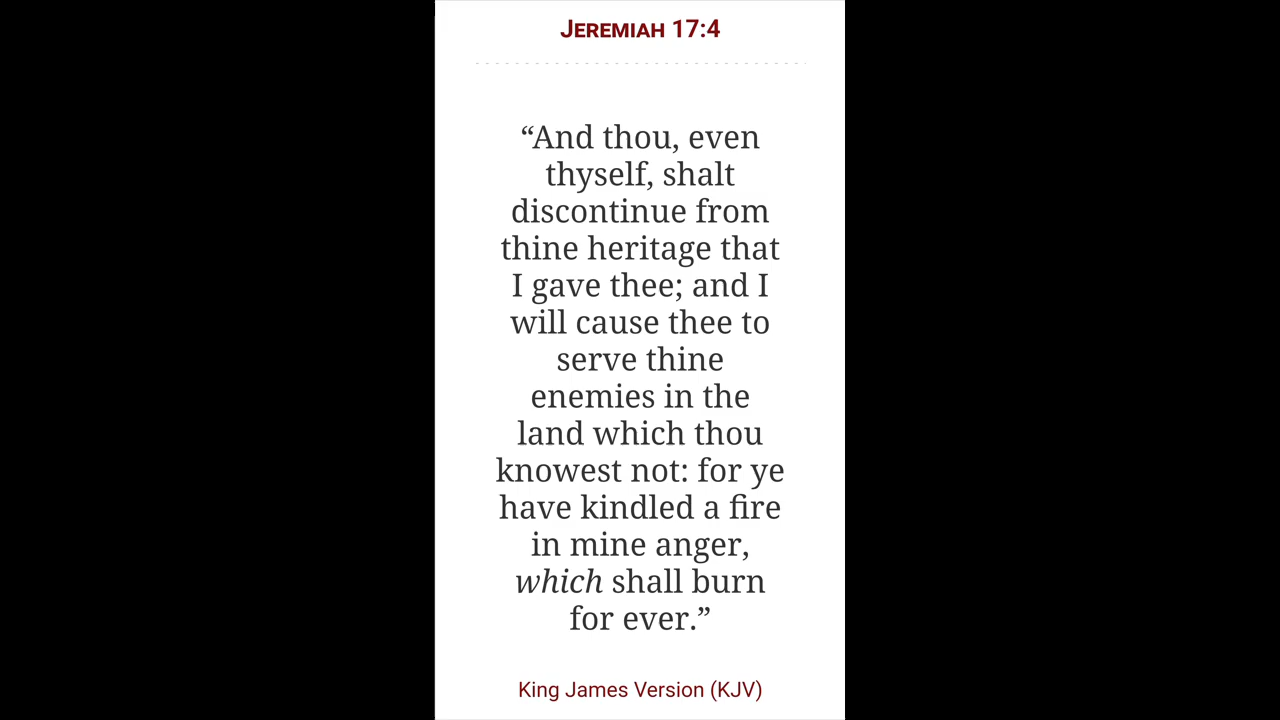 Jeremiah 17:4
“And thou, even
thyself, shalt
discontinue from
thine heritage that
I gave thee; and I
will cause thee to
serve thine
enemies in the
land which thou
knowest not: for ye
have kindled a fire
in mine anger,
which shall burn
for ever.”
King James Version (KJV)